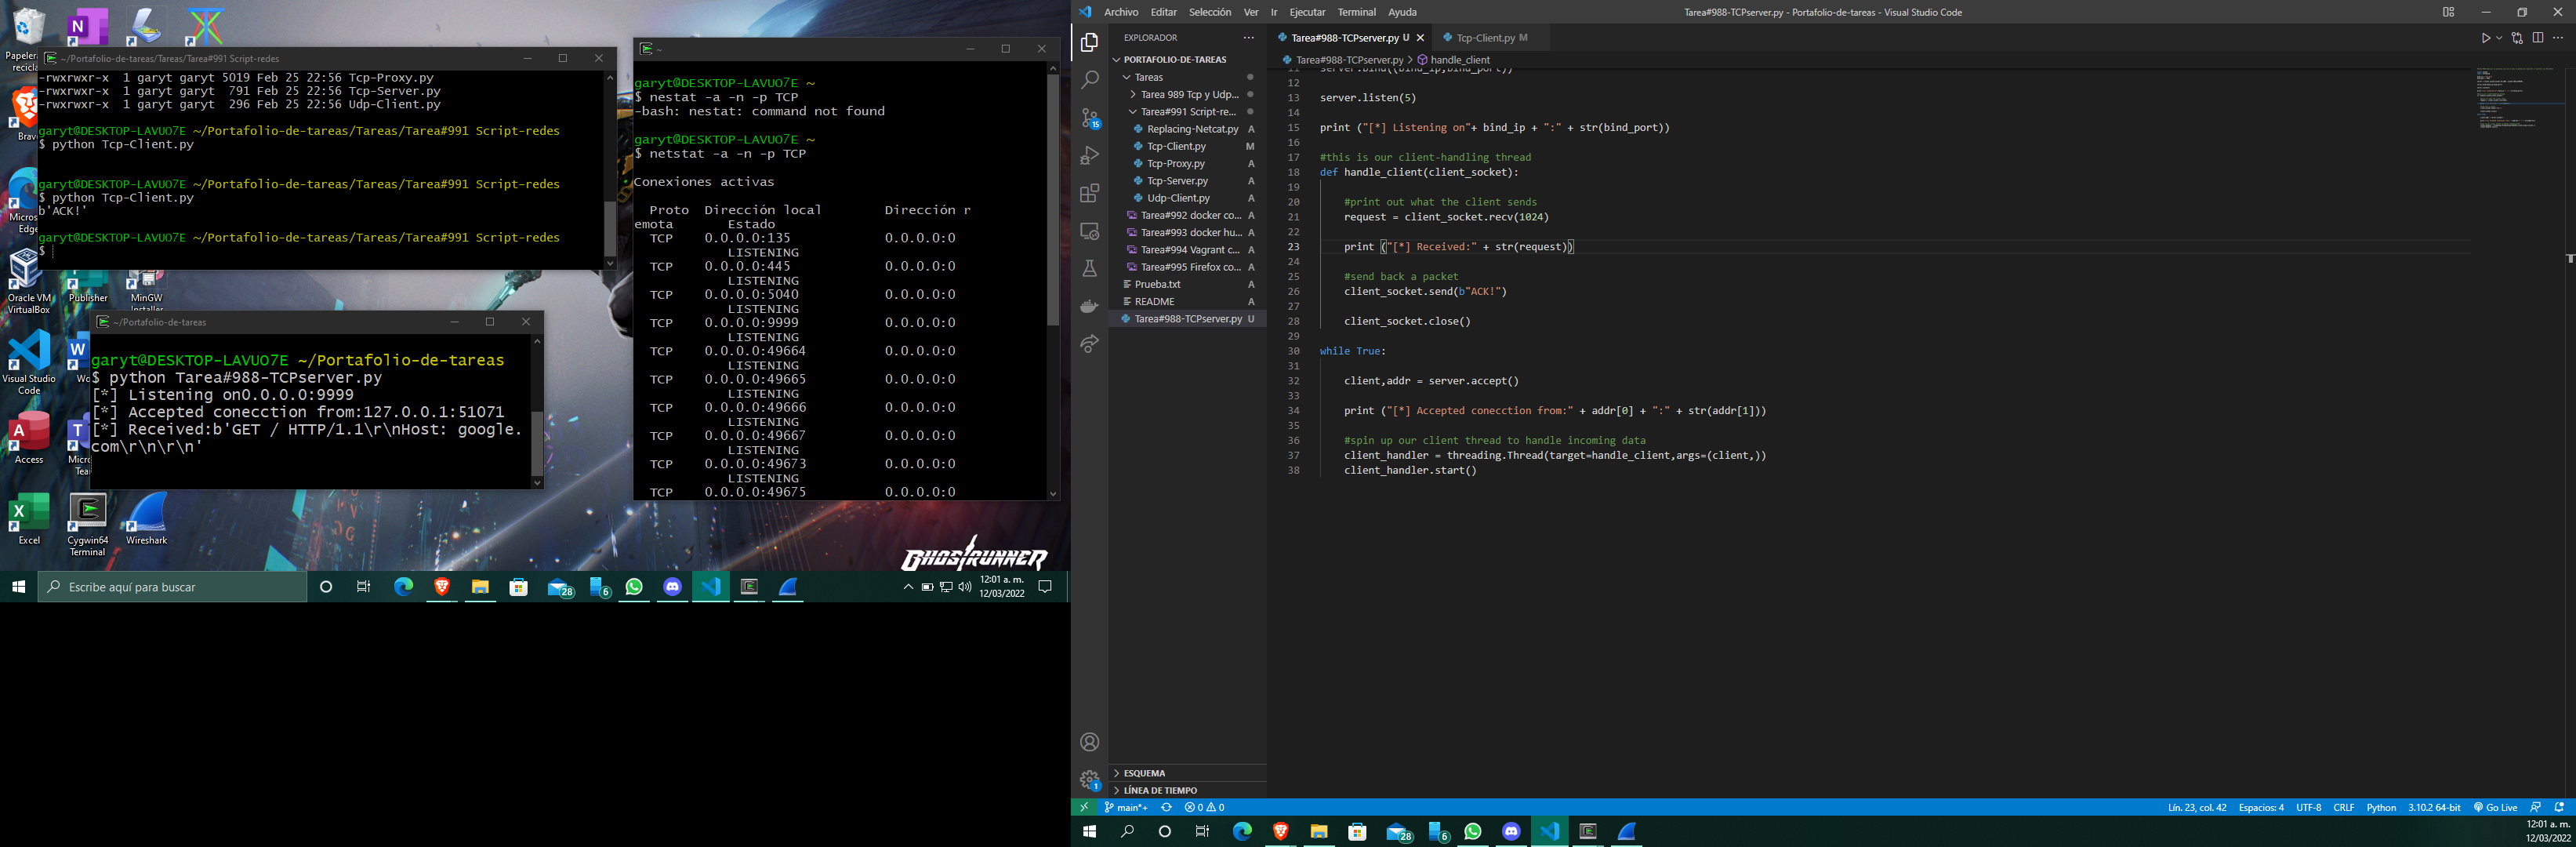 Papelera
recicla
Brave
Micros
Edge
Oracle VM
VirtualBox
Publisher
MinGW
Installer
Visual Studio
Code
Wo
Access
Micro
Tea
Excel
Cygwin64
Terminal
Wireshark
~/Portafolio-de-tareas/Tareas/Tarea#991 Script-redes
-rwxrwxr-x  1 garyt garyt 5019 Feb 25 22:56 Tcp-Proxy.py
-rwxrwxr-x  1 garyt garyt  791 Feb 25 22:56 Tcp-Server.py
-rwxrwxr-x  1 garyt garyt  296 Feb 25 22:56 Udp-Client.py
garyt@DESKTOP-LAVUO7E ~/Portafolio-de-tareas/Tareas/Tarea#991 Script-redes
$ python Tcp-Client.py
garyt@DESKTOP-LAVUO7E ~/Portafolio-de-tareas/Tareas/Tarea#991 Script-redes
$ python Tcp-Client.py
b'ACK!'
garyt@DESKTOP-LAVUO7E ~/Portafolio-de-tareas/Tareas/Tarea#991 Script-redes
$
~/Portafolio-de-tareas
garyt@DESKTOP-LAVUO7E ~/Portafolio-de-tareas
$ python Tarea#988-TCPserver.py
[*] Listening on0.0.0.0:9999
[*] Accepted conecction from:127.0.0.1:51071
[*] Received:b'GET / HTTP/1.1\r\nHost: google.
com\r\n\r\n'
~
garyt@DESKTOP-LAVUO7E ~
$ nestat -a -n -p TCP
-bash: nestat: command not found
garyt@DESKTOP-LAVUO7E ~
$ netstat -a -n -p TCP
Conexiones activas
Proto  Dirección local        Dirección r
emota       Estado
TCP    0.0.0.0:135            0.0.0.0:0
LISTENING
TCP    0.0.0.0:445            0.0.0.0:0
LISTENING
TCP    0.0.0.0:5040           0.0.0.0:0
LISTENING
TCP    0.0.0.0:9999           0.0.0.0:0
LISTENING
TCP    0.0.0.0:49664          0.0.0.0:0
LISTENING
TCP    0.0.0.0:49665          0.0.0.0:0
LISTENING
TCP    0.0.0.0:49666          0.0.0.0:0
LISTENING
TCP    0.0.0.0:49667          0.0.0.0:0
LISTENING
TCP    0.0.0.0:49673          0.0.0.0:0
LISTENING
TCP    0.0.0.0:49675          0.0.0.0:0
GHOSTRUNNER
Escribe aquí para buscar
28
6
12:01 a. m.
12/03/2022
Archivo Editar Selección Ver Ir Ejecutar Terminal Ayuda
Tarea#988-TCPserver.py - Portafolio-de-tareas - Visual Studio Code
EXPLORADOR ...
PORTAFOLIO-DE-TAREAS
Tareas
Tarea 989 Tcp y Udp...
Tarea#991 Script-re...
Replacing-Netcat.py A
Tcp-Client.py M
Tcp-Proxy.py A
Tcp-Server.py A
Udp-Client.py A
Tarea#992 docker co... A
Tarea#993 docker hu... A
Tarea#994 Vagrant c... A
Tarea#995 Firefox co... A
Prueba.txt A
README A
Tarea#988-TCPserver.py U
ESQUEMA
LÍNEA DE TIEMPO
15
1
Tarea#988-TCPserver.py U
Tcp-Client.py M
Tarea#988-TCPserver.py > handle_client
11 server.bind((bind_ip,bind_port))
12
13 server.listen(5)
14
15 print ("[*] Listening on"+ bind_ip + ":" + str(bind_port))
16
17 #this is our client-handling thread
18 def handle_client(client_socket):
19
20 #print out what the client sends
21 request = client_socket.recv(1024)
22
23 print ("[*] Received:" + str(request))
24
25 #send back a packet
26 client_socket.send(b"ACK!")
27
28 client_socket.close()
29
30 while True:
31
32 client,addr = server.accept()
33
34 print ("[*] Accepted conecction from:" + addr[0] + ":" + str(addr[1]))
35
36 #spin up our client thread to handle incoming data
37 client_handler = threading.Thread(target=handle_client,args=(client,))
38 client_handler.start()
main*+ 0 0
Lín. 23, col. 42 Espacios: 4 UTF-8 CRLF Python 3.10.2 64-bit Go Live
28
6
12:01 a. m.
12/03/2022